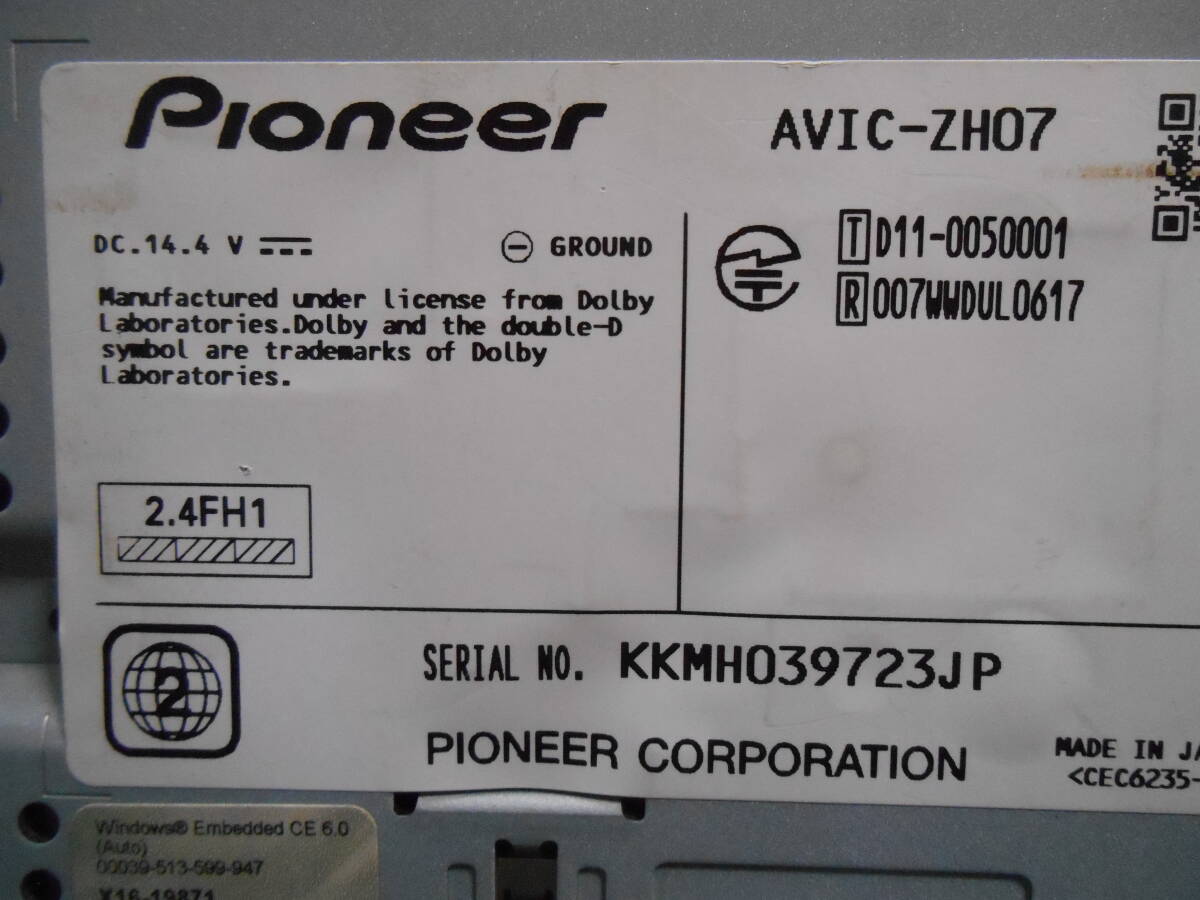 Pioneer
AVIC-ZH07
DC.14.4 V
GROUND
Manufactured under license from Dolby
Laboratories.Dolby and the double-D
symbol are trademarks of Dolby
Laboratories.
T D11-0050001
R 007WWDUL0617
2.4FH1
2
SERIAL NO. KKMH039723JP
PIONEER CORPORATION
MADE IN JA
<CEC6235-
Windows® Embedded CE 6.0
(Auto)
00039-513-599-947
X16-19871